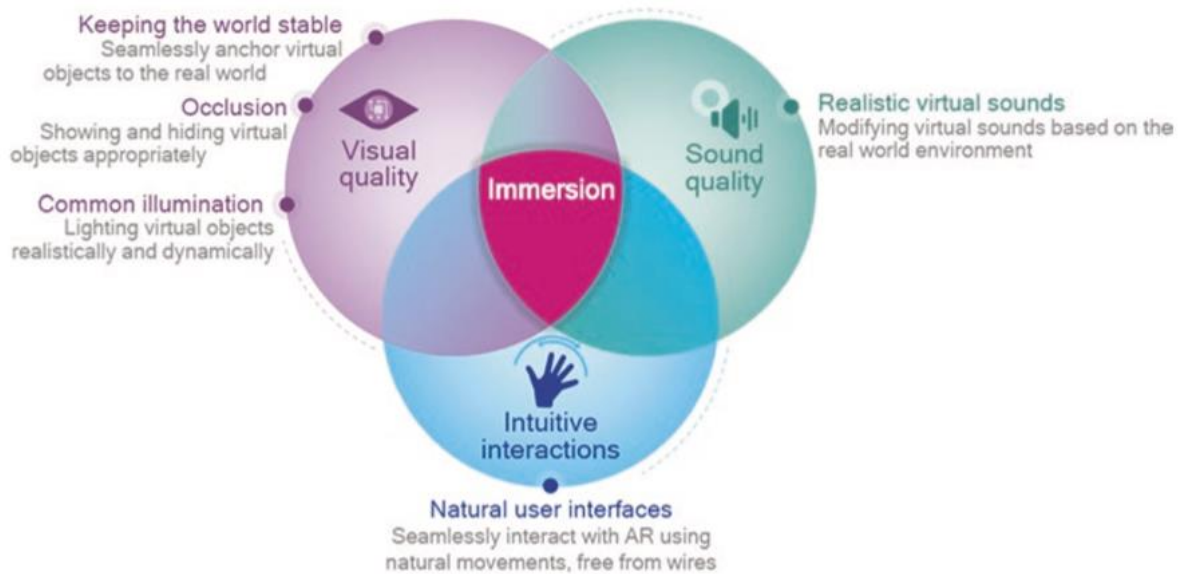 Keeping the world stable
Seamlessly anchor virtual
objects to the real world
Occlusion
Showing and hiding virtual
objects appropriately
Common illumination
Lighting virtual objects
realistically and dynamically
Visual
quality
Immersion
Sound
quality
Realistic virtual sounds
Modifying virtual sounds based on the
real world environment
Intuitive
interactions
Natural user interfaces
Seamlessly interact with AR using
natural movements, free from wires